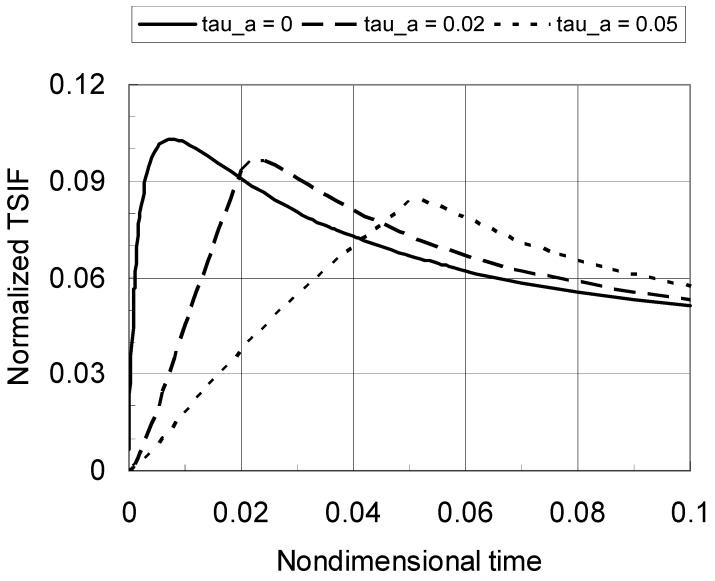 tau_a = 0 tau_a = 0.02 tau_a = 0.05
0.12
0.09
0.06
0.03
0
Normalized TSIF
0 0.02 0.04 0.06 0.08 0.1
Nondimensional time